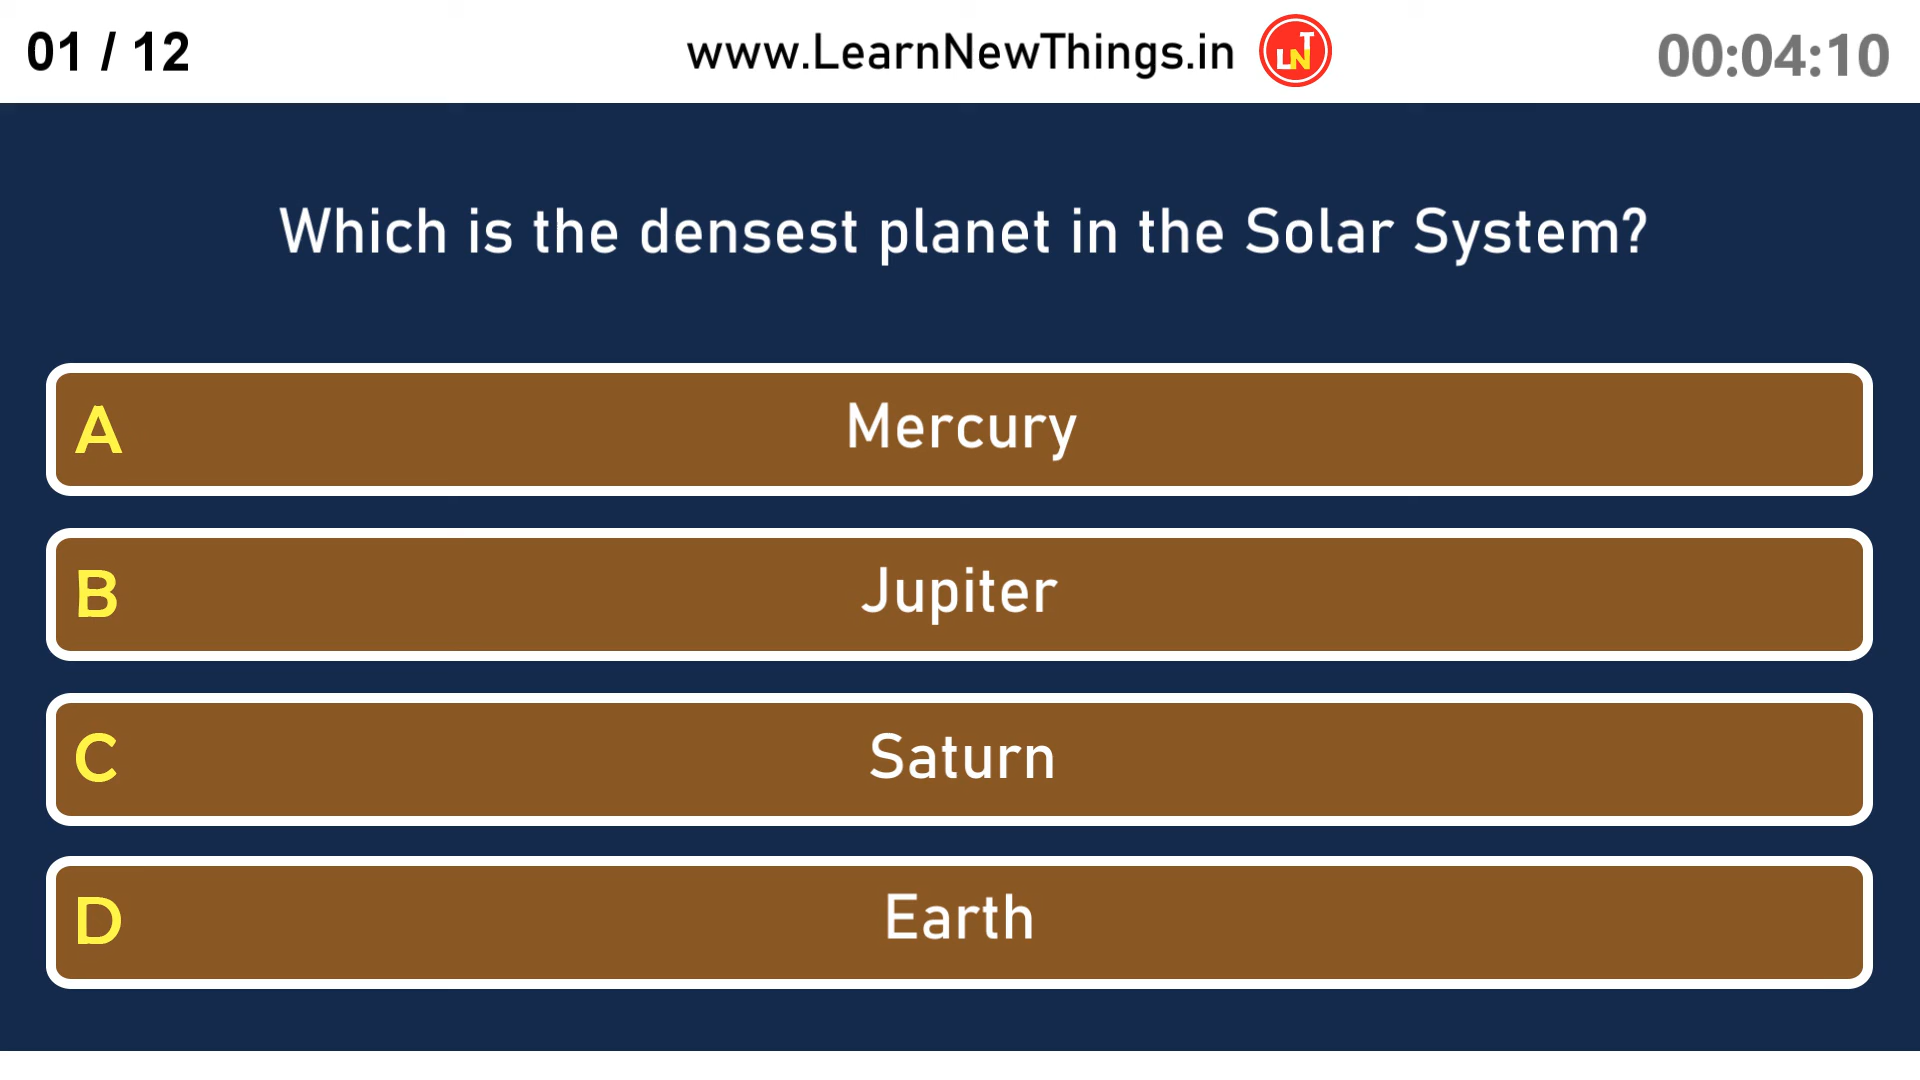 01 / 12
www.LearnNewThings.in
LNT
00:04:10
Which is the densest planet in the Solar System?
A Mercury
B Jupiter
C Saturn
D Earth